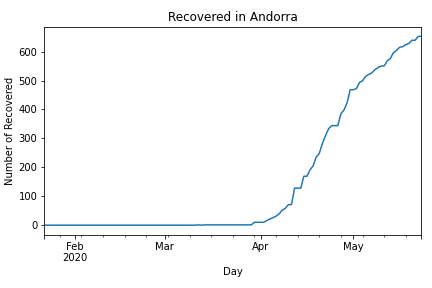 Recovered in Andorra
Number of Recovered
600
500
400
300
200
100
0
Feb
2020
Mar
Apr
May
Day